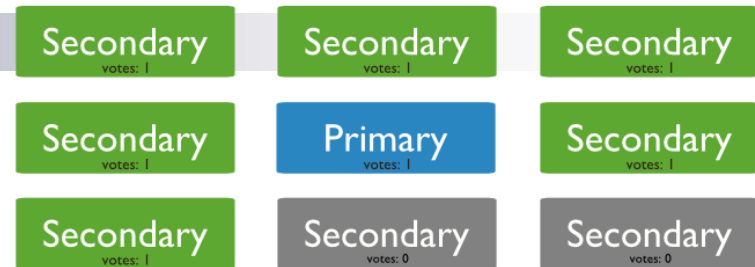 Secondary Secondary Secondary
votes: 1 votes: 1 votes: 1
Secondary Primary Secondary
votes: 1 votes: 1 votes: 1
Secondary Secondary Secondary
votes: 1 votes: 0 votes: 0